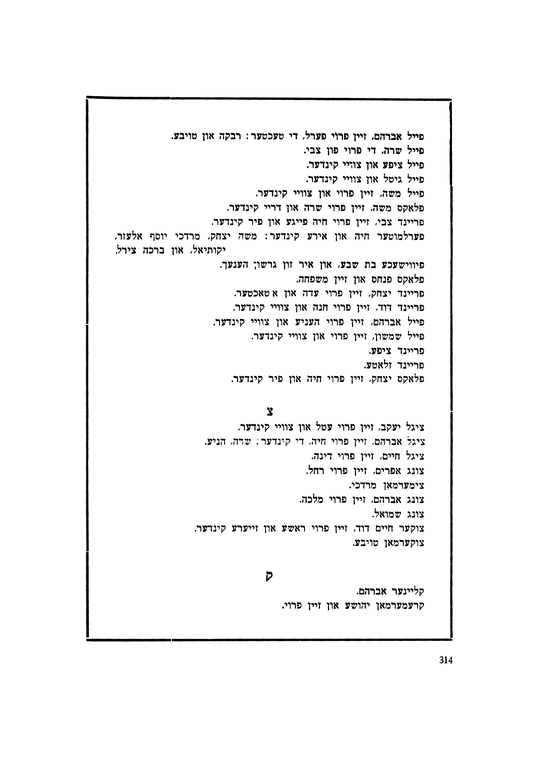 פייל אברהם, זיין פרוי פערל, די טעכטער: רבקה און טויבע.
פייל שרה, די פרוי פון צבי.
פייל ציפע און צוויי קינדער.
פייל גיטל און צוויי קינדער.
פייל משה, זיין פרוי און צוויי קינדער.
פלאקס משה, זיין פרוי שרה און דריי קינדער.
פריינד צבי, זיין פרוי חיה פייגע און פיר קינדער.
פערלמוטער חיה און אירע קינדער: משה יצחק, מרדכי יוסף אלעזר,
יקותיאל, און ברכה צירל.
פיווישעכע בת שבע, און איר זון גרשון הענעך.
פלאקס פנחס און זיין משפחה.
פריינד יצחק, זיין פרוי עדה און א טאכטער.
פריינד דוד, זיין פרוי חנה און צוויי קינדער.
פייל אברהם, זיין פרוי העניע און צוויי קינדער.
פייל שמשון, זיין פרוי און צוויי קינדער.
פריינד ציפע.
פריינד זלאטע.
פלאקס יצחק, זיין פרוי חיה און פיר קינדער.
צ
ציגל יעקב, זיין פרוי עטל און צוויי קינדער.
ציגל אברהם, זיין פרוי חיה, די קינדער: שרה, הניע.
ציגל חיים, זיין פרוי דינה.
צונג אפרים, זיין פרוי רחל.
צימערמאן מרדכי.
צונג אברהם, זיין פרוי מלכה.
צונג שמואל.
צוקער חיים דוד, זיין פרוי ראשע און זייערע קינדער.
צוקערמאן טויבע.
ק
קליינער אברהם.
קרעמערמאן יהושע און זיין פרוי.
314